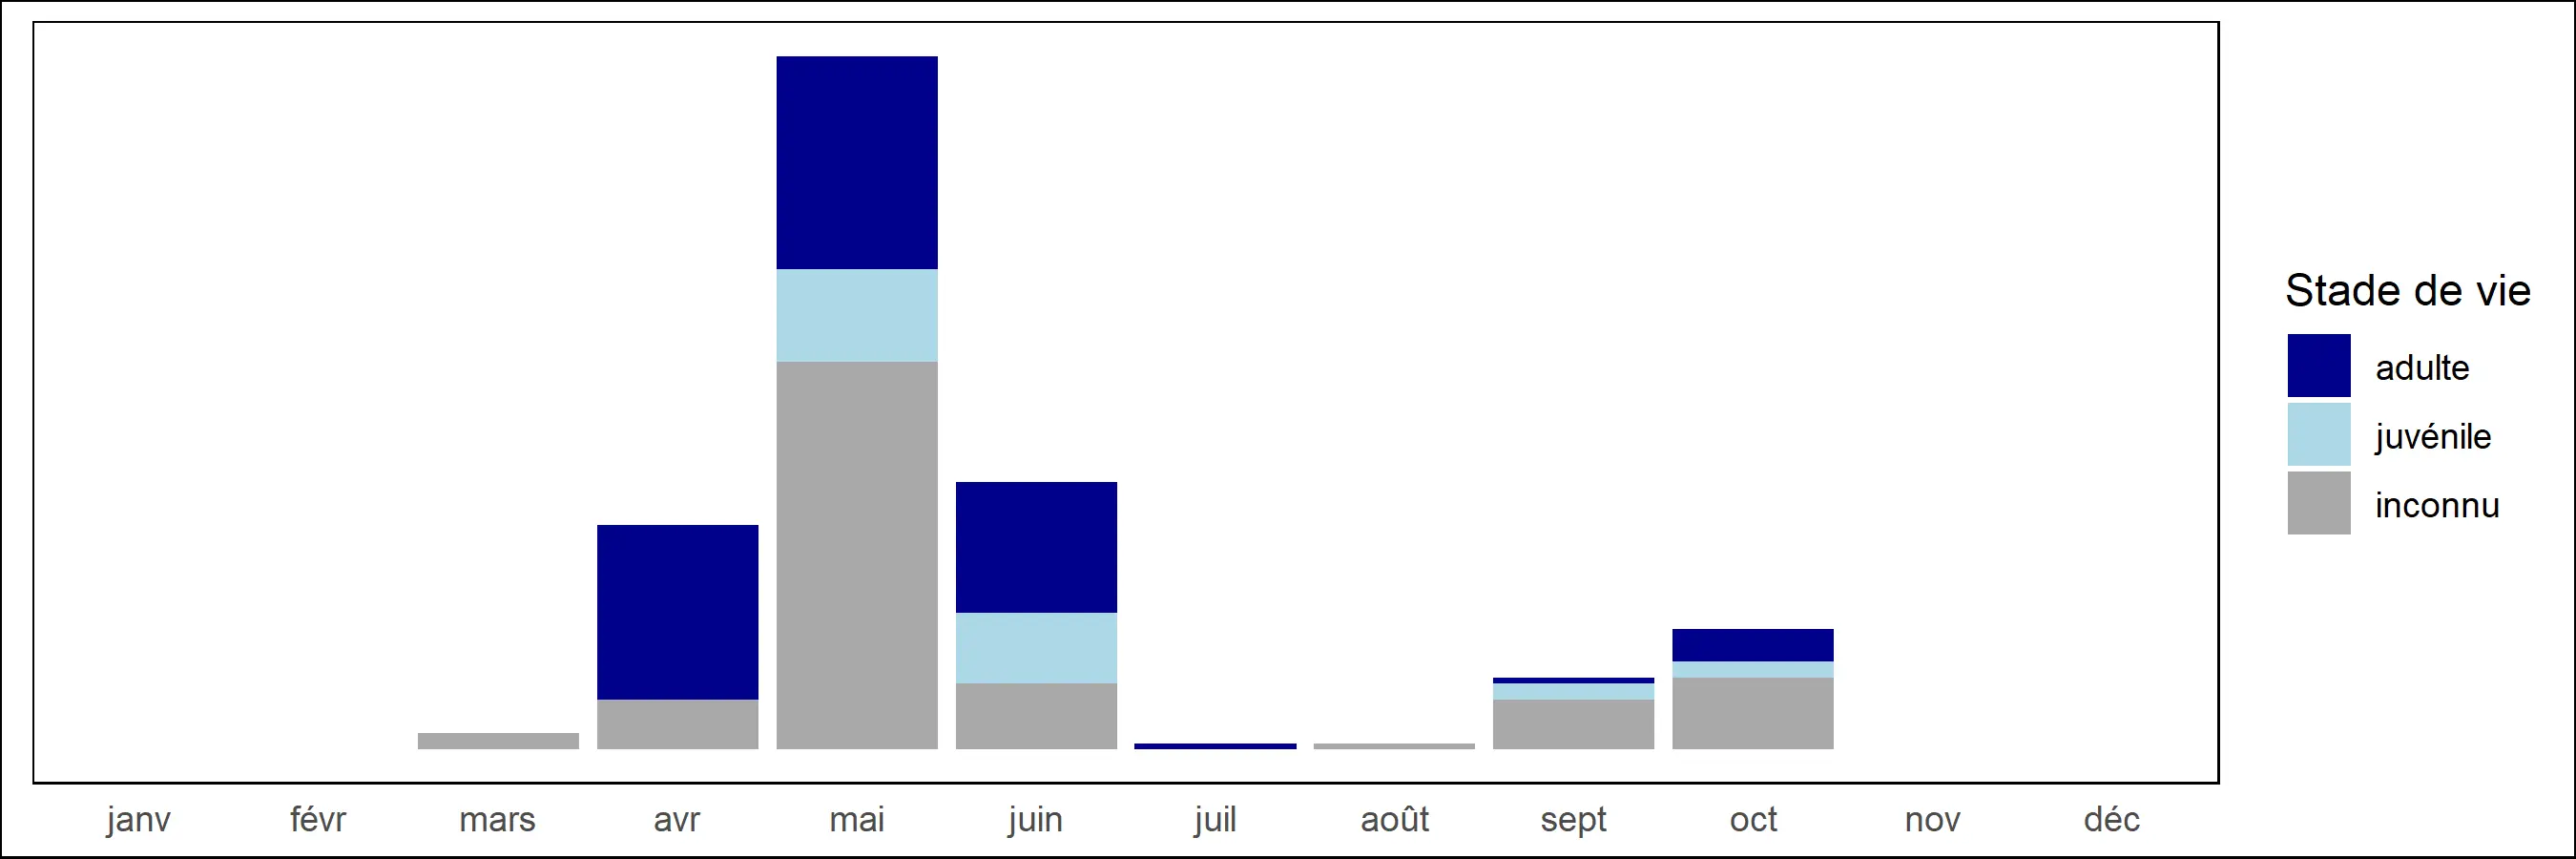 Stade de vie
adulte
juvénile
inconnu
janv févr mars avr mai juin juil août sept oct nov déc